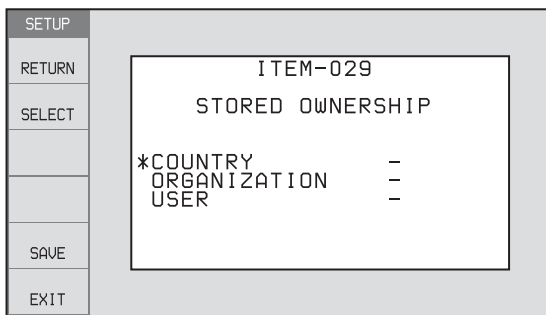 SETUP
RETURN
SELECT
SAVE
EXIT
ITEM-029
STORED OWNERSHIP
*COUNTRY -
ORGANIZATION -
USER -